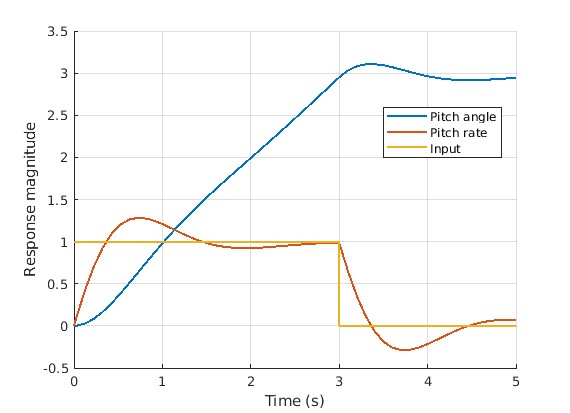 3.5
3
2.5
2
1.5
1
0.5
0
-0.5
Response magnitude
Pitch angle
Pitch rate
Input
0 1 2 3 4 5
Time (s)